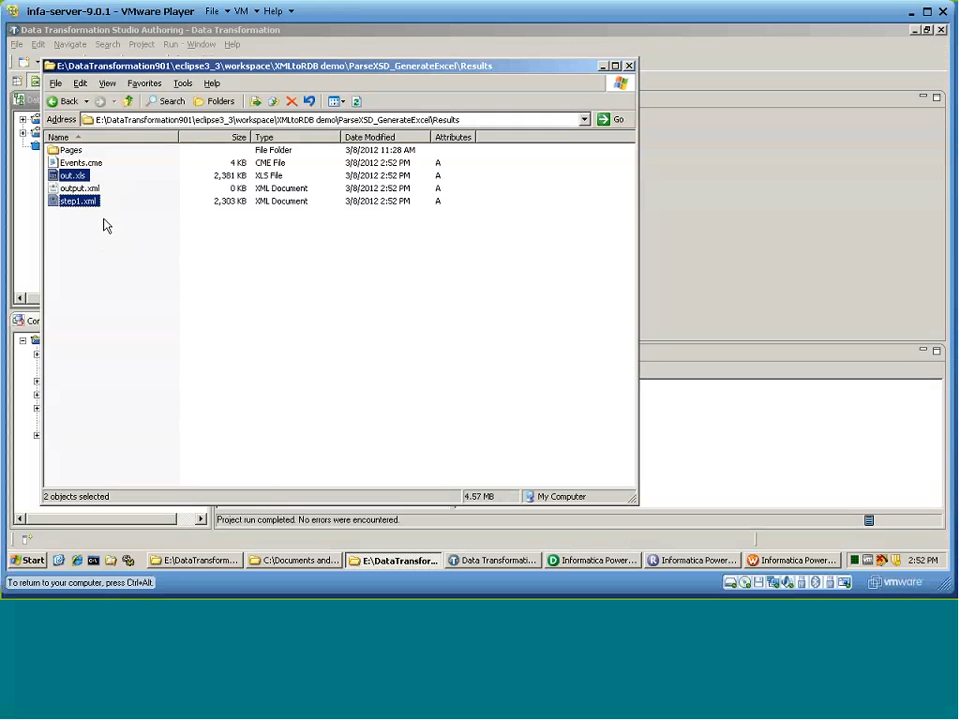 infa-server-9.0.1 - VMware Player File VM Help
Data Transformation Studio Authoring - Data Transformation
File Edit Navigate Search Project Run Window Help
E:\DataTransformation901\eclipse3_3\workspace\XMLtoRDB demo\ParseXSD_GenerateExcel\Results
File Edit View Favorites Tools Help
Back Search Folders
Address E:\DataTransformation901\eclipse3_3\workspace\XMLtoRDB demo\ParseXSD_GenerateExcel\Results Go
Name Size Type Date Modified Attributes
Pages File Folder 3/8/2012 11:28 AM
Events.cme 4 KB CME File 3/8/2012 2:52 PM A
out.xls 2,381 KB XLS File 3/8/2012 2:52 PM A
output.xml 0 KB XML Document 3/8/2012 2:52 PM A
step1.xml 2,303 KB XML Document 3/8/2012 2:52 PM A
2 objects selected 4.57 MB My Computer
Project run completed. No errors were encountered.
Start E:\DataTransform... C:\Documents and... E:\DataTransfor... Data Transformati... Informatica Power... Informatica Power... Informatica Power... 2:52 PM
To return to your computer, press Ctrl+Alt. vmware